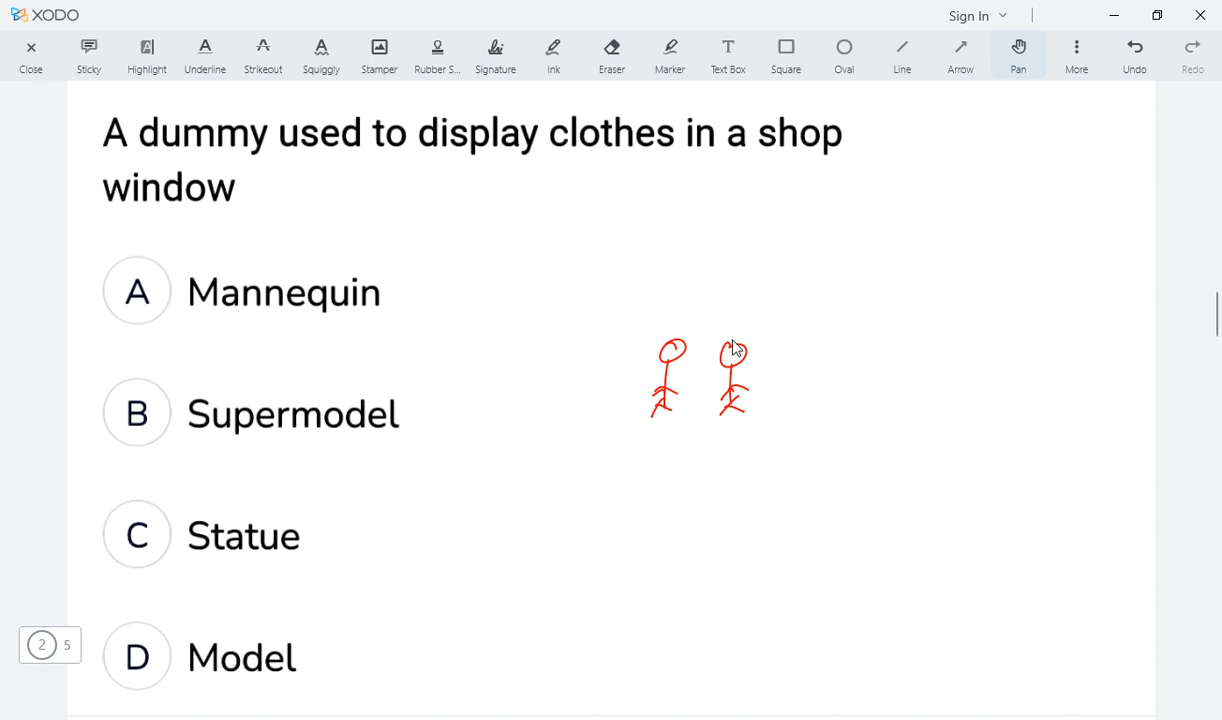 XODO
Sign In
Close
Sticky
Highlight
Underline
Strikeout
Squiggly
Stamper
Rubber S...
Signature
Ink
Eraser
Marker
Text Box
Square
Oval
Line
Arrow
Pan
More
Undo
Redo
A dummy used to display clothes in a shop
window
A Mannequin
B Supermodel
C Statue
D Model
2 5